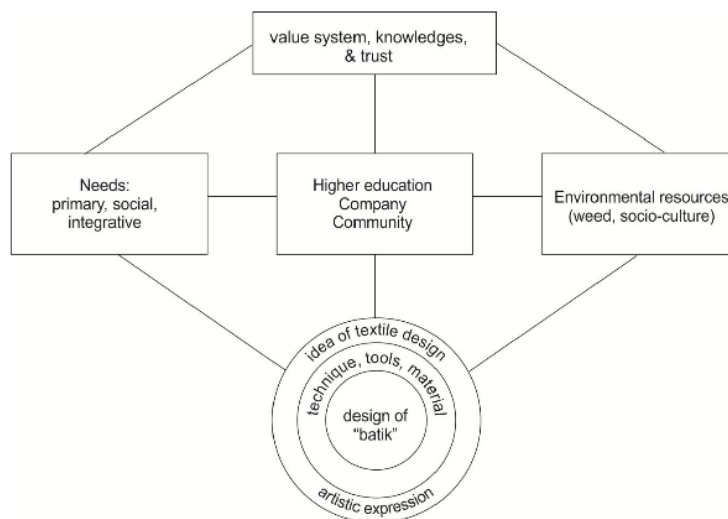 value system, knowledges,
& trust
Needs:
primary, social,
integrative
Higher education
Company
Community
Environmental resources
(weed, socio-culture)
idea of textile design
technique, tools, material
design of
"batik"
artistic expression